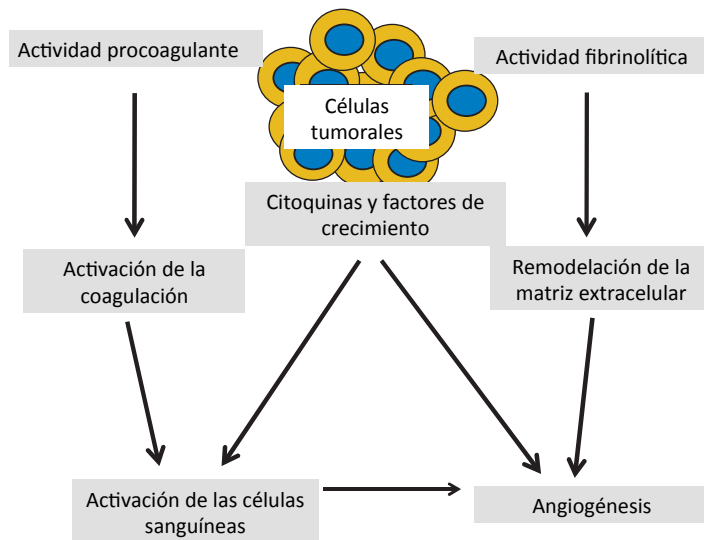 Actividad procoagulante
Actividad fibrinolítica
Células
tumorales
Citoquinas y factores de
crecimiento
Activación de la
coagulación
Remodelación de la
matriz extracelular
Activación de las células
sanguíneas
Angiogénesis